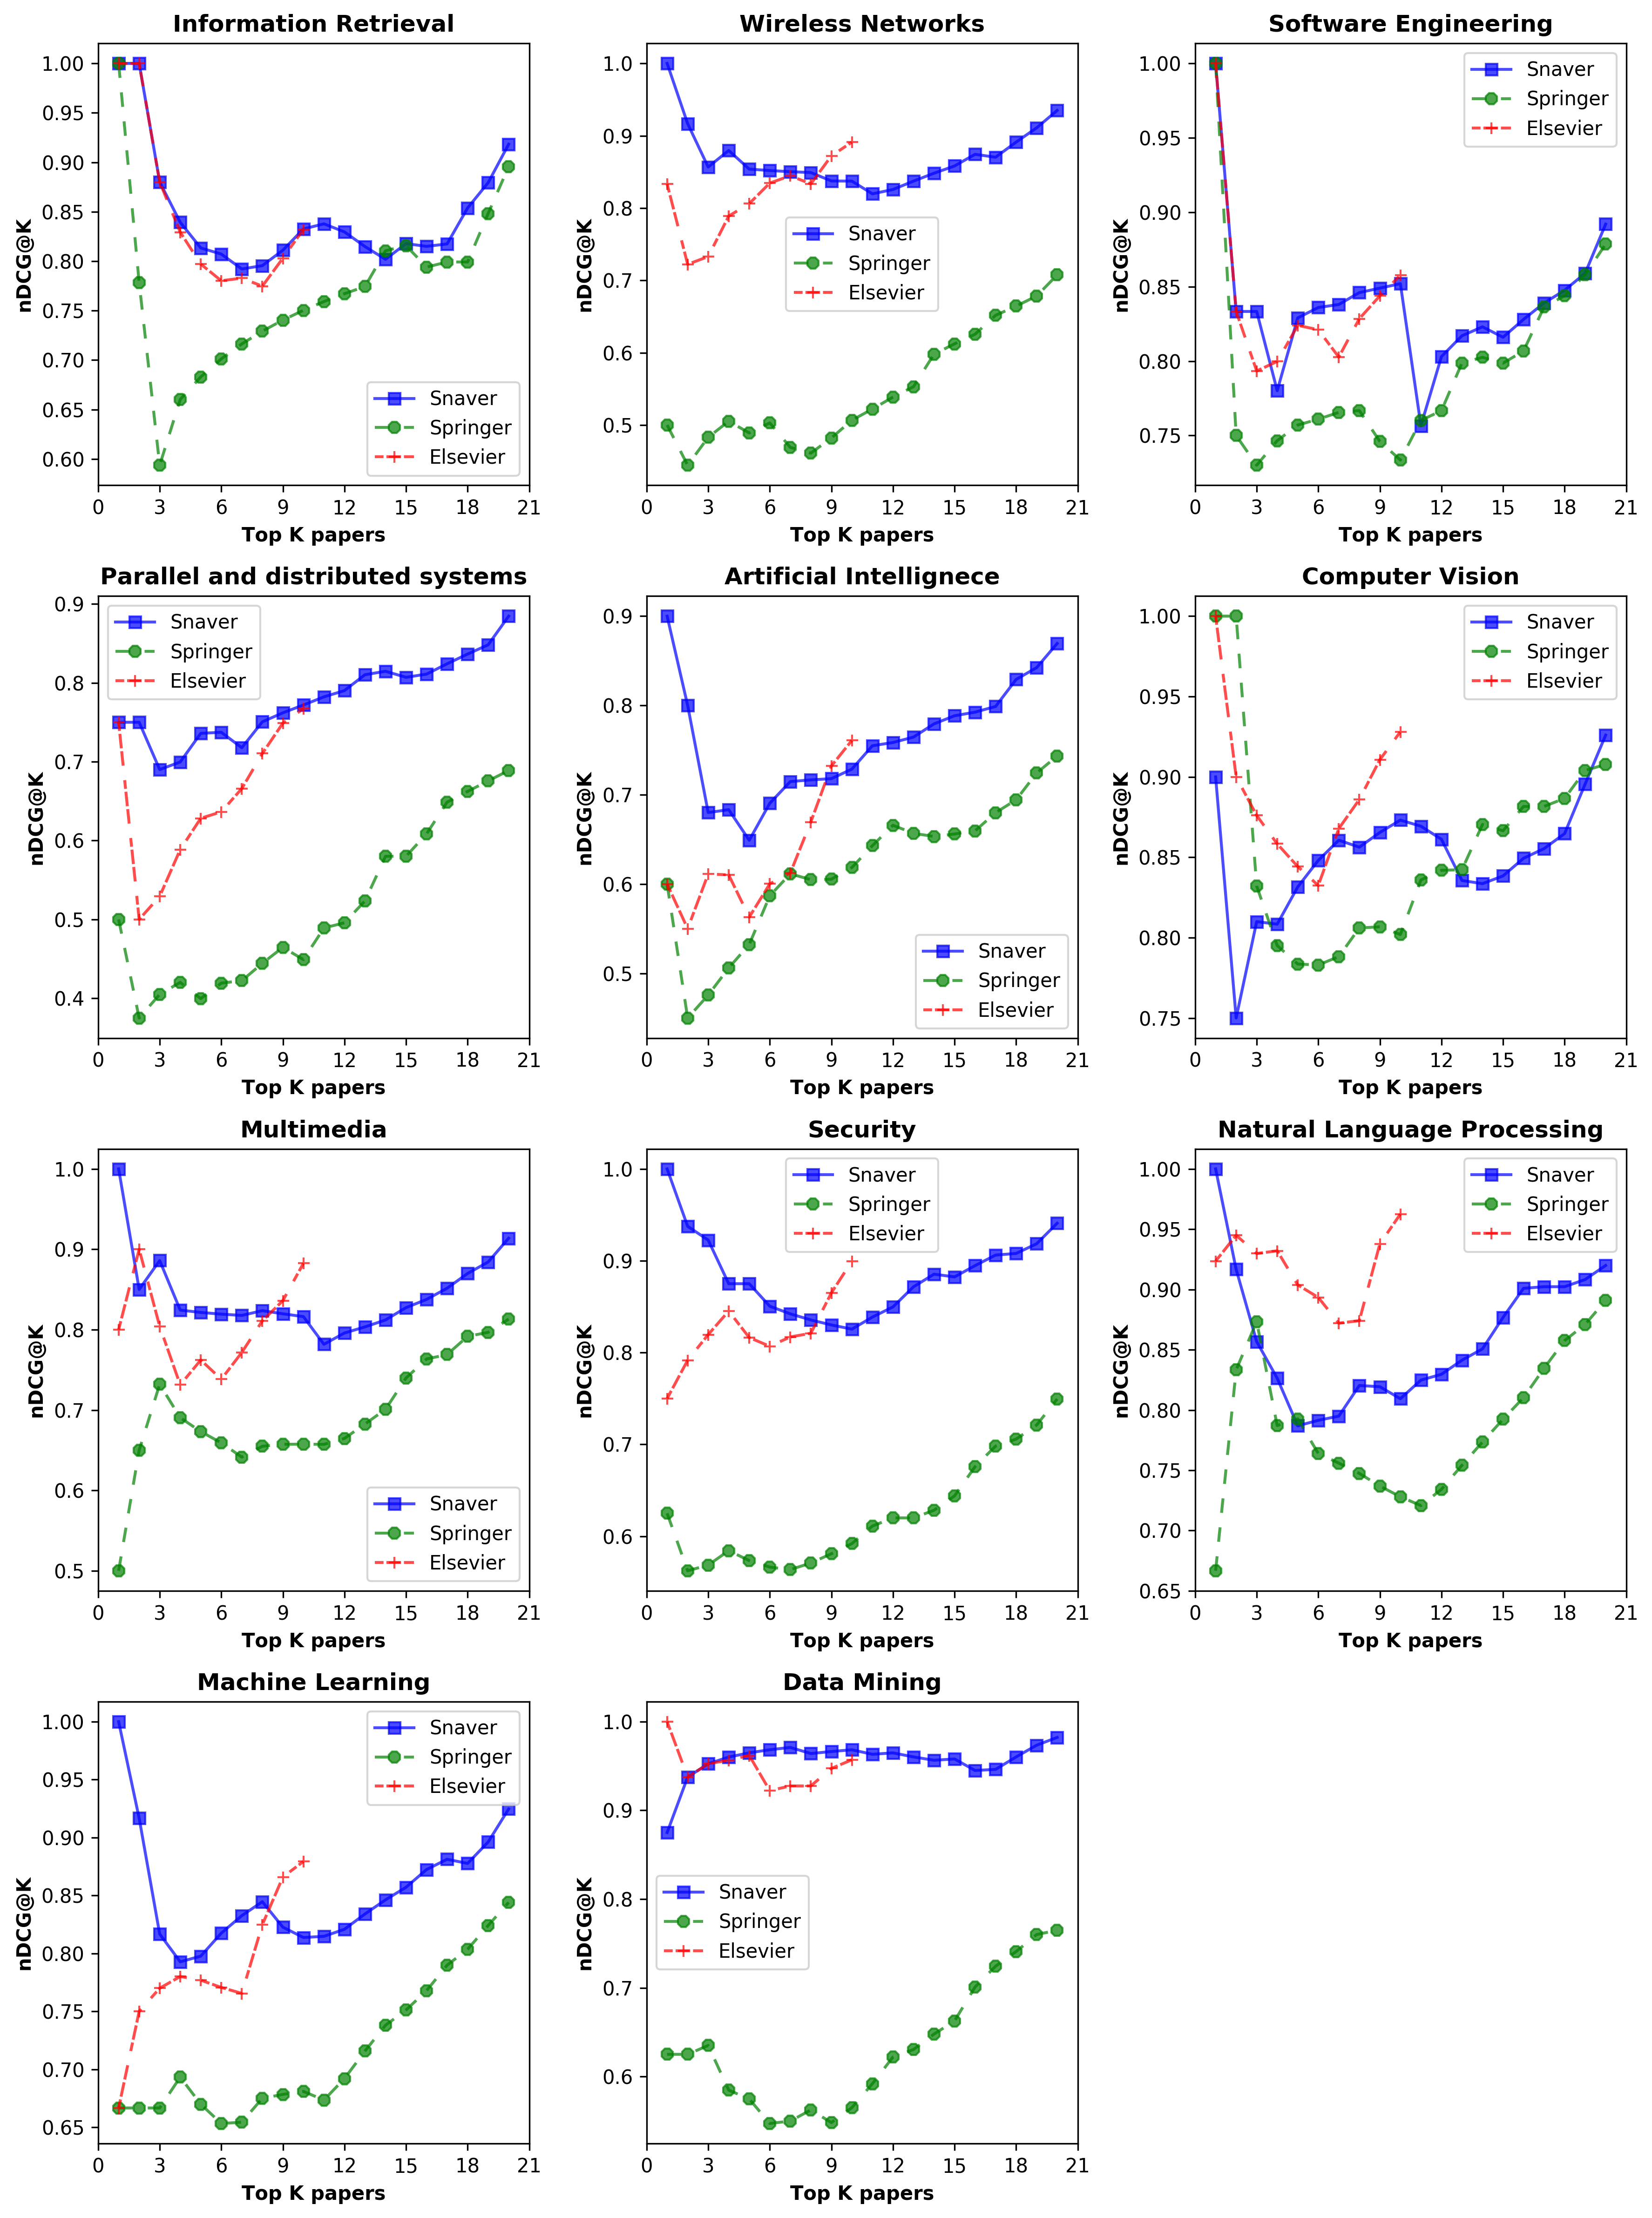 Information Retrieval
nDCG@K
1.00
0.95
0.90
0.85
0.80
0.75
0.70
0.65
0.60
Snaver
Springer
Elsevier
0 3 6 9 12 15 18 21
Top K papers
Wireless Networks
nDCG@K
1.0
0.9
0.8
0.7
0.6
0.5
Snaver
Springer
Elsevier
0 3 6 9 12 15 18 21
Top K papers
Software Engineering
nDCG@K
1.00
0.95
0.90
0.85
0.80
0.75
Snaver
Springer
Elsevier
0 3 6 9 12 15 18 21
Top K papers
Parallel and distributed systems
nDCG@K
0.9
0.8
0.7
0.6
0.5
0.4
Snaver
Springer
Elsevier
0 3 6 9 12 15 18 21
Top K papers
Artificial Intellignece
nDCG@K
0.9
0.8
0.7
0.6
0.5
Snaver
Springer
Elsevier
0 3 6 9 12 15 18 21
Top K papers
Computer Vision
nDCG@K
1.00
0.95
0.90
0.85
0.80
0.75
Snaver
Springer
Elsevier
0 3 6 9 12 15 18 21
Top K papers
Multimedia
nDCG@K
1.0
0.9
0.8
0.7
0.6
0.5
Snaver
Springer
Elsevier
0 3 6 9 12 15 18 21
Top K papers
Security
nDCG@K
1.0
0.9
0.8
0.7
0.6
Snaver
Springer
Elsevier
0 3 6 9 12 15 18 21
Top K papers
Natural Language Processing
nDCG@K
1.00
0.95
0.90
0.85
0.80
0.75
0.70
0.65
Snaver
Springer
Elsevier
0 3 6 9 12 15 18 21
Top K papers
Machine Learning
nDCG@K
1.00
0.95
0.90
0.85
0.80
0.75
0.70
0.65
Snaver
Springer
Elsevier
0 3 6 9 12 15 18 21
Top K papers
Data Mining
nDCG@K
1.0
0.9
0.8
0.7
0.6
Snaver
Springer
Elsevier
0 3 6 9 12 15 18 21
Top K papers